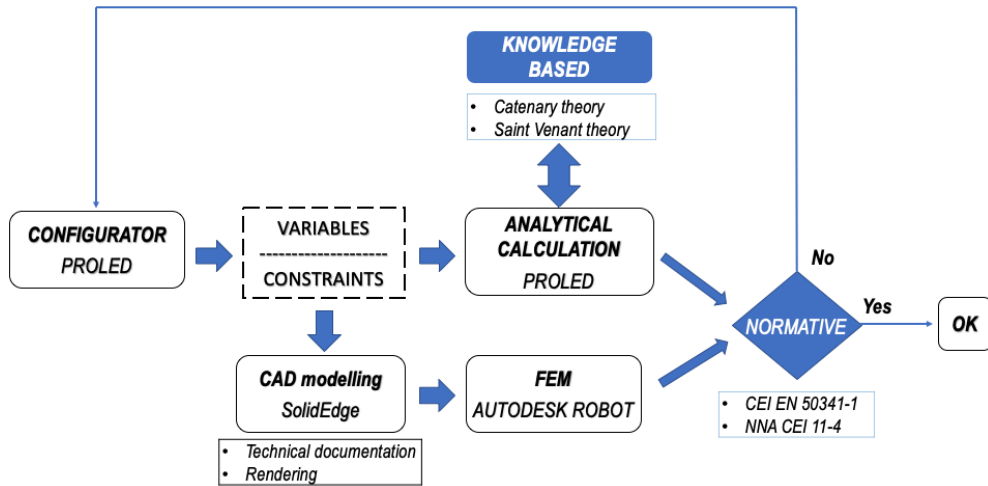 KNOWLEDGE
BASED
• Catenary theory
• Saint Venant theory
CONFIGURATOR
PROLED
VARIABLES
--------------------
CONSTRAINTS
ANALYTICAL
CALCULATION
PROLED
No
Yes
NORMATIVE
OK
CAD modelling
SolidEdge
FEM
AUTODESK ROBOT
• CEI EN 50341-1
• NNA CEI 11-4
• Technical documentation
• Rendering